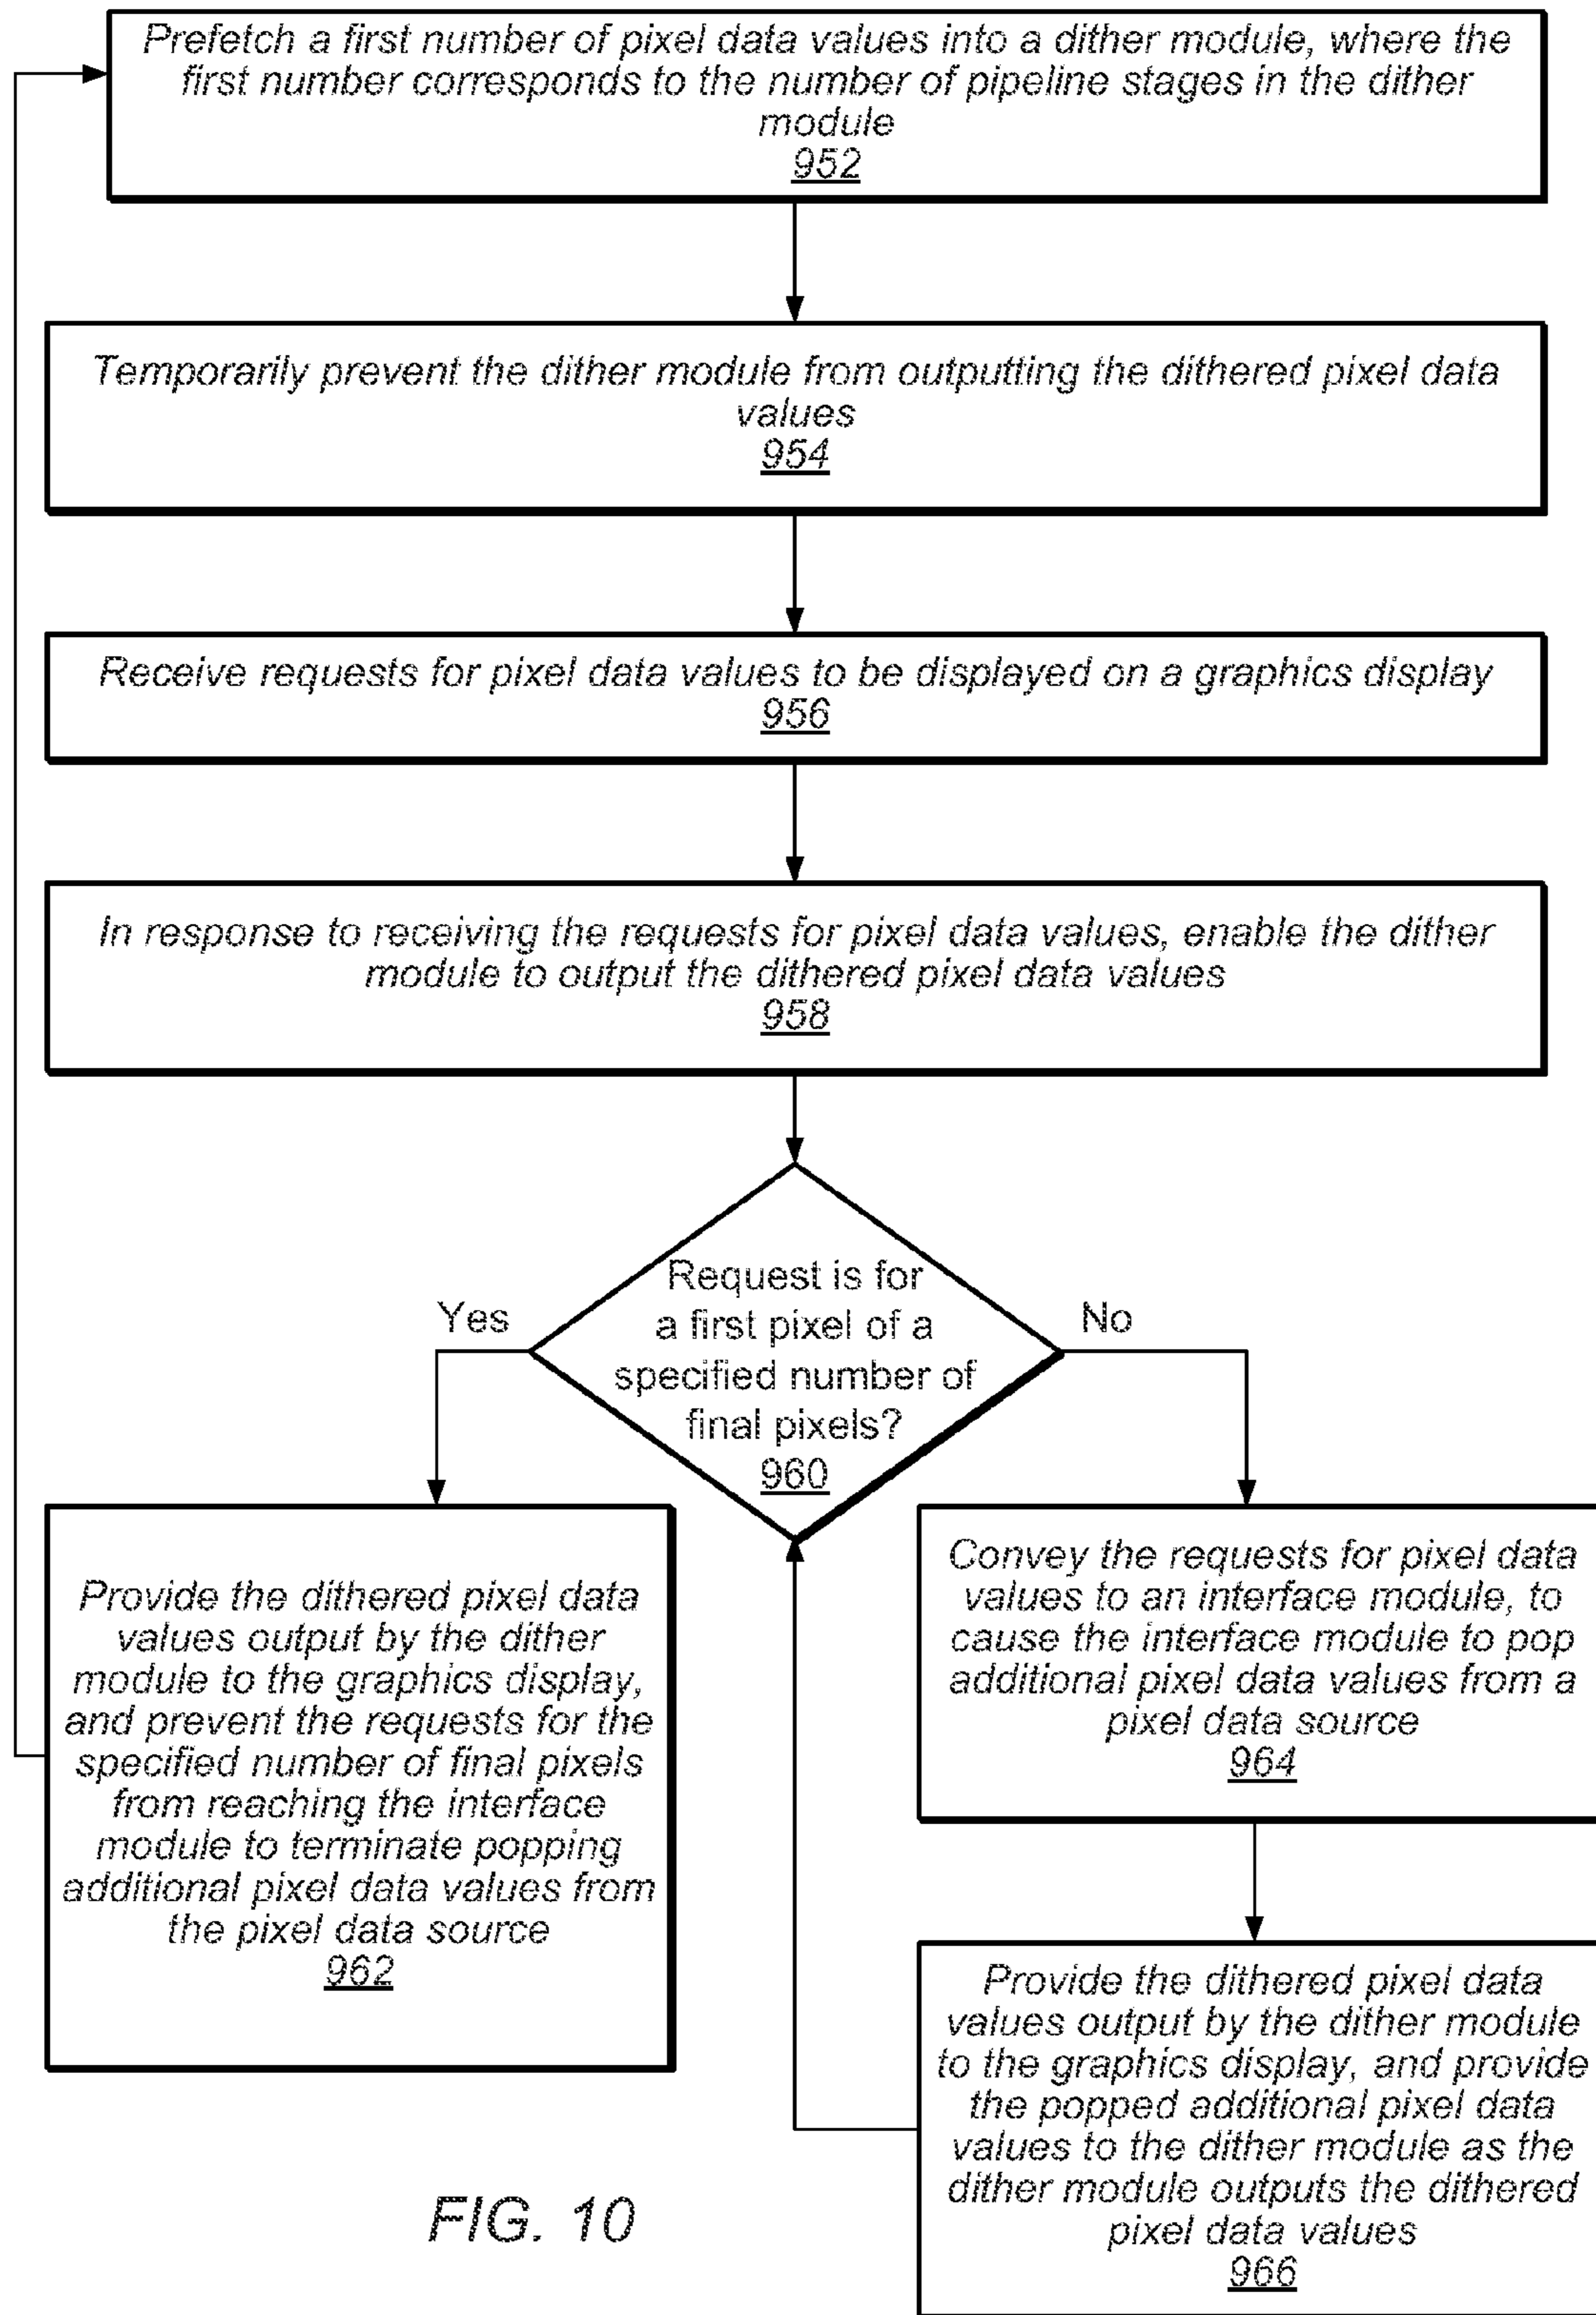 Prefetch a first number of pixel data values into a dither module, where the
first number corresponds to the number of pipeline stages in the dither
module
952
Temporarily prevent the dither module from outputting the dithered pixel data
values
954
Receive requests for pixel data values to be displayed on a graphics display
956
In response to receiving the requests for pixel data values, enable the dither
module to output the dithered pixel data values
958
Request is for
a first pixel of a
specified number of
final pixels?
960
Yes
No
Provide the dithered pixel data
values output by the dither
module to the graphics display,
and prevent the requests for the
specified number of final pixels
from reaching the interface
module to terminate popping
additional pixel data values from
the pixel data source
962
Convey the requests for pixel data
values to an interface module, to
cause the interface module to pop
additional pixel data values from a
pixel data source
964
Provide the dithered pixel data
values output by the dither module
to the graphics display, and provide
the popped additional pixel data
values to the dither module as the
dither module outputs the dithered
pixel data values
966
FIG. 10